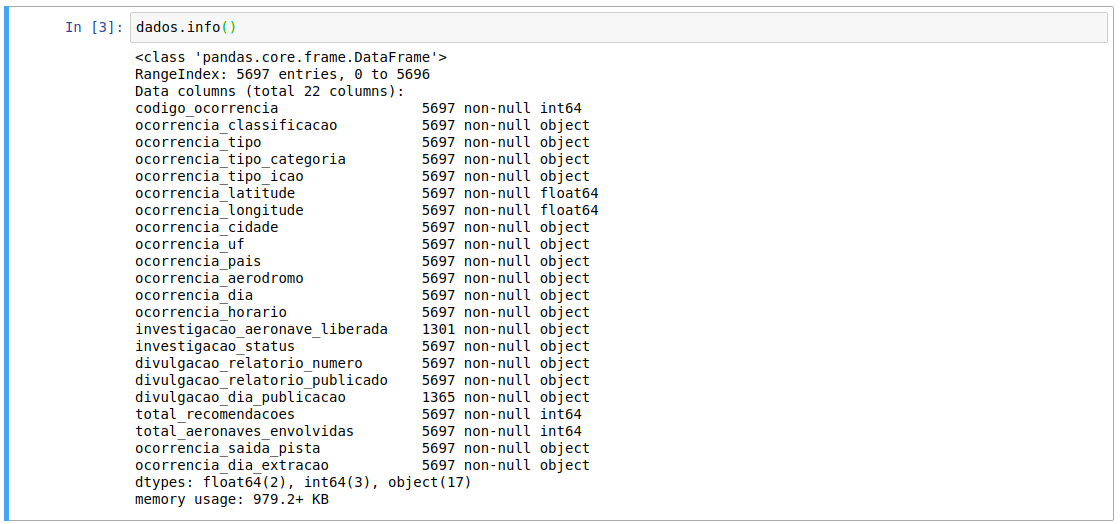 In [3]: dados.info()
<class 'pandas.core.frame.DataFrame'>
RangeIndex: 5697 entries, 0 to 5696
Data columns (total 22 columns):
codigo_ocorrencia 5697 non-null int64
ocorrencia_classificacao 5697 non-null object
ocorrencia_tipo 5697 non-null object
ocorrencia_tipo_categoria 5697 non-null object
ocorrencia_tipo_icao 5697 non-null object
ocorrencia_latitude 5697 non-null float64
ocorrencia_longitude 5697 non-null float64
ocorrencia_cidade 5697 non-null object
ocorrencia_uf 5697 non-null object
ocorrencia_pais 5697 non-null object
ocorrencia_aerodromo 5697 non-null object
ocorrencia_dia 5697 non-null object
ocorrencia_horario 5697 non-null object
investigacao_aeronave_liberada 1301 non-null object
investigacao_status 5697 non-null object
divulgacao_relatorio_numero 5697 non-null object
divulgacao_relatorio_publicado 5697 non-null object
divulgacao_dia_publicacao 1365 non-null object
total_recomendacoes 5697 non-null int64
total_aeronaves_envolvidas 5697 non-null int64
ocorrencia_saida_pista 5697 non-null object
ocorrencia_dia_extracao 5697 non-null object
dtypes: float64(2), int64(3), object(17)
memory usage: 979.2+ KB